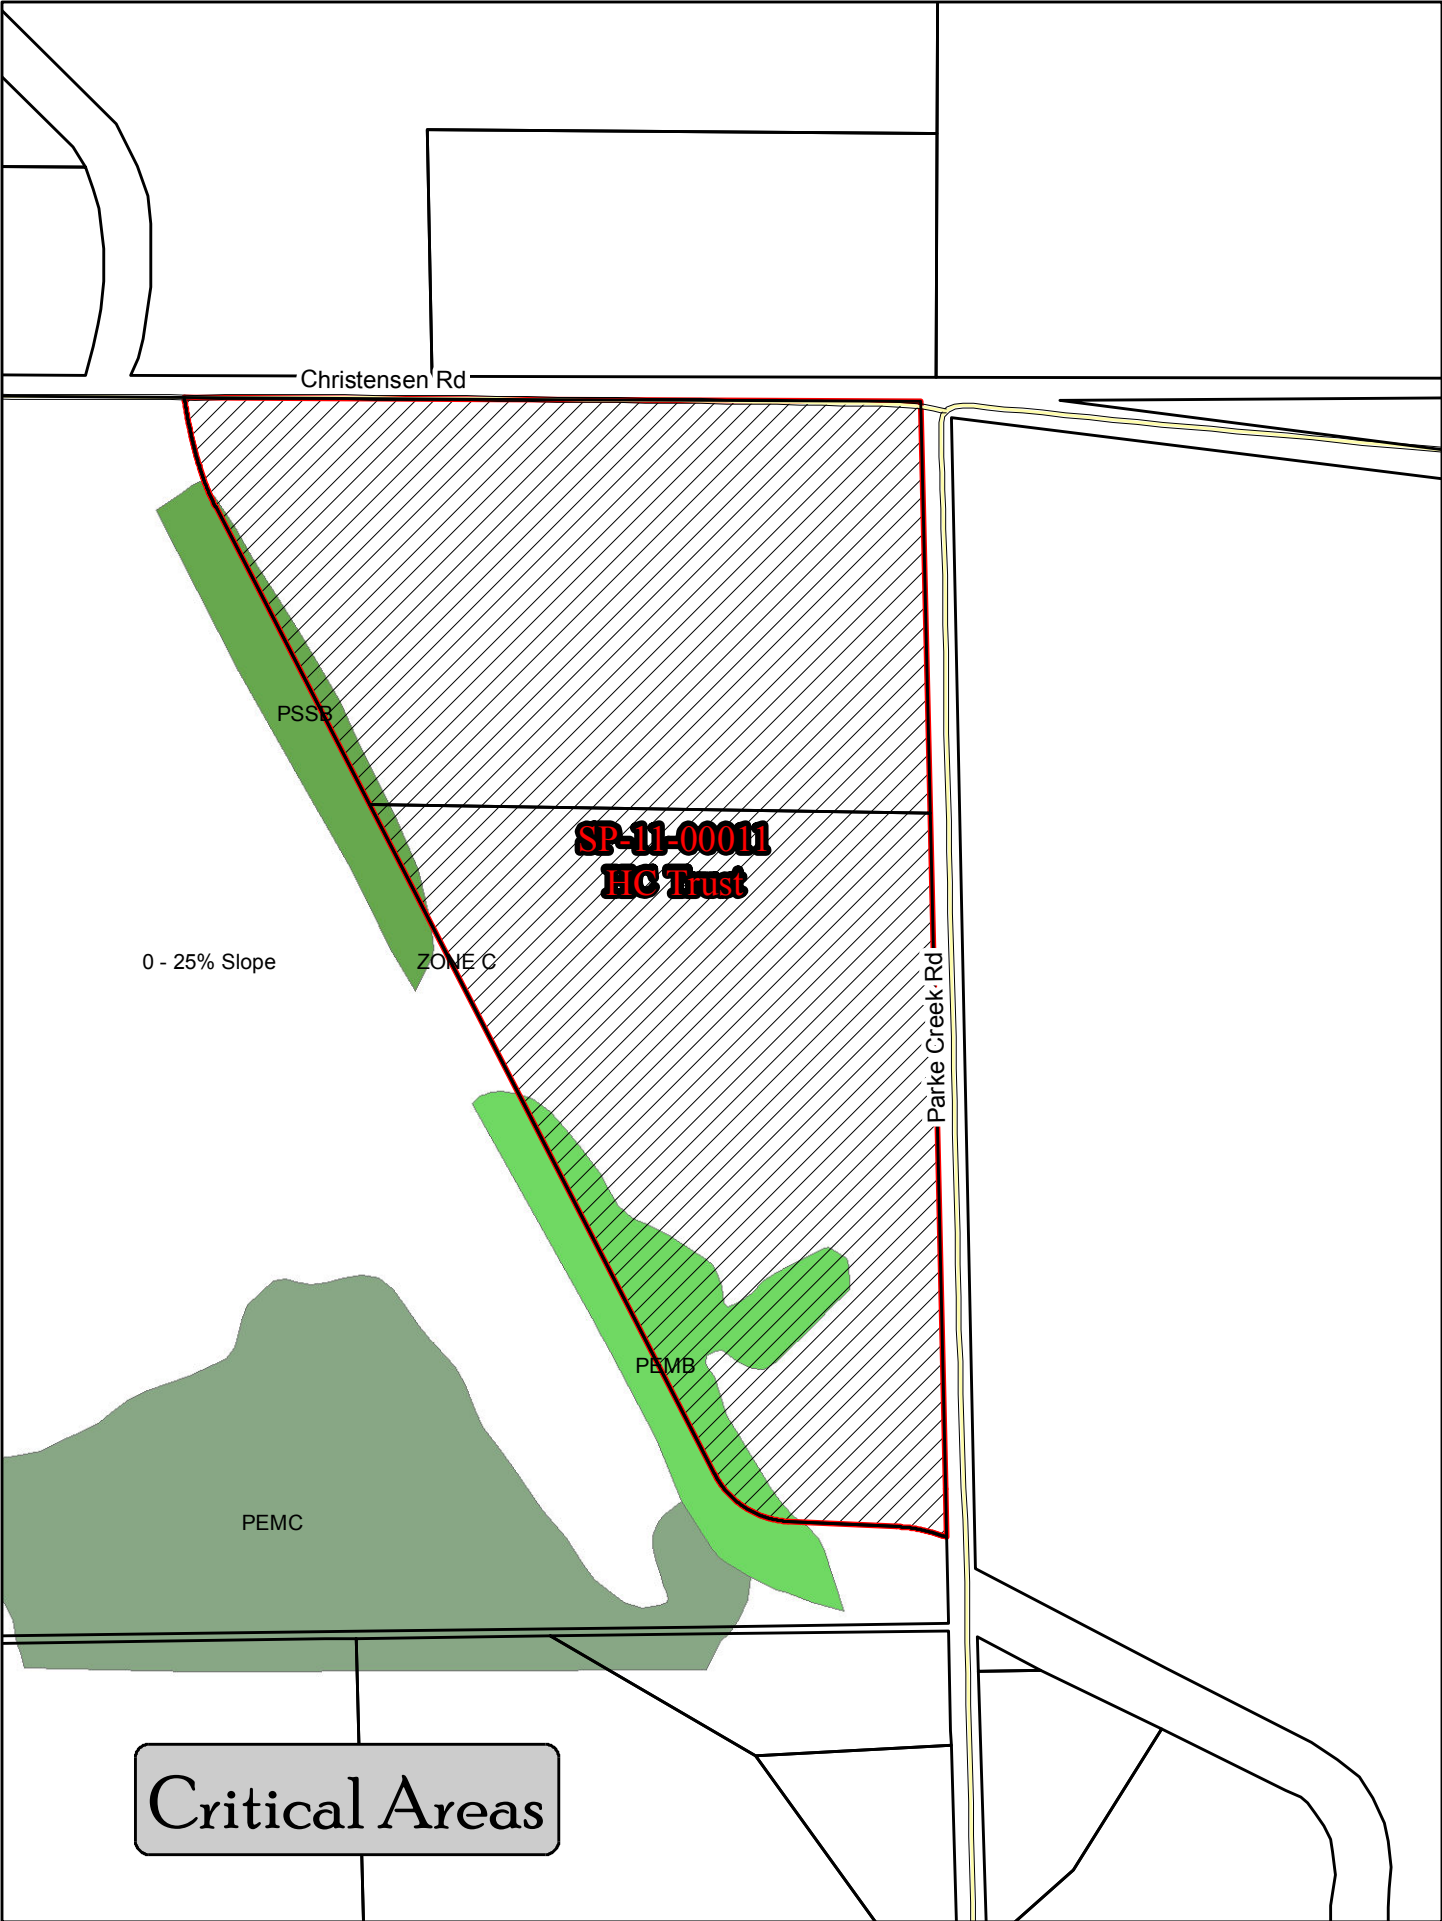 Christensen Rd
PSSB
SP-11-00011
HC Trust
0 - 25% Slope
ZONE C
Parke Creek Rd
PEMB
PEMC
Critical Areas